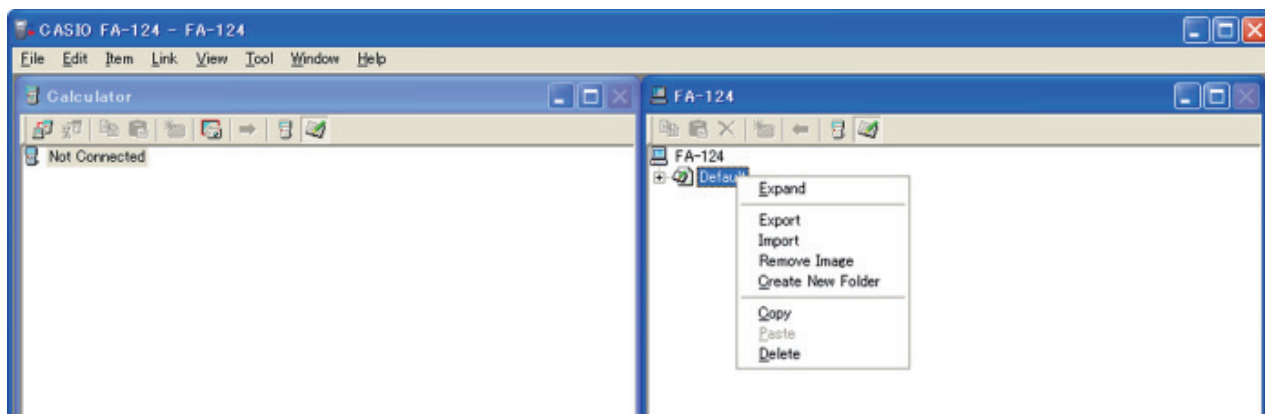 CASIO FA-124 - FA-124
File Edit Item Link View Tool Window Help
Calculator
FA-124
Not Connected
FA-124
Default
Expand
Export
Import
Remove Image
Create New Folder
Copy
Paste
Delete